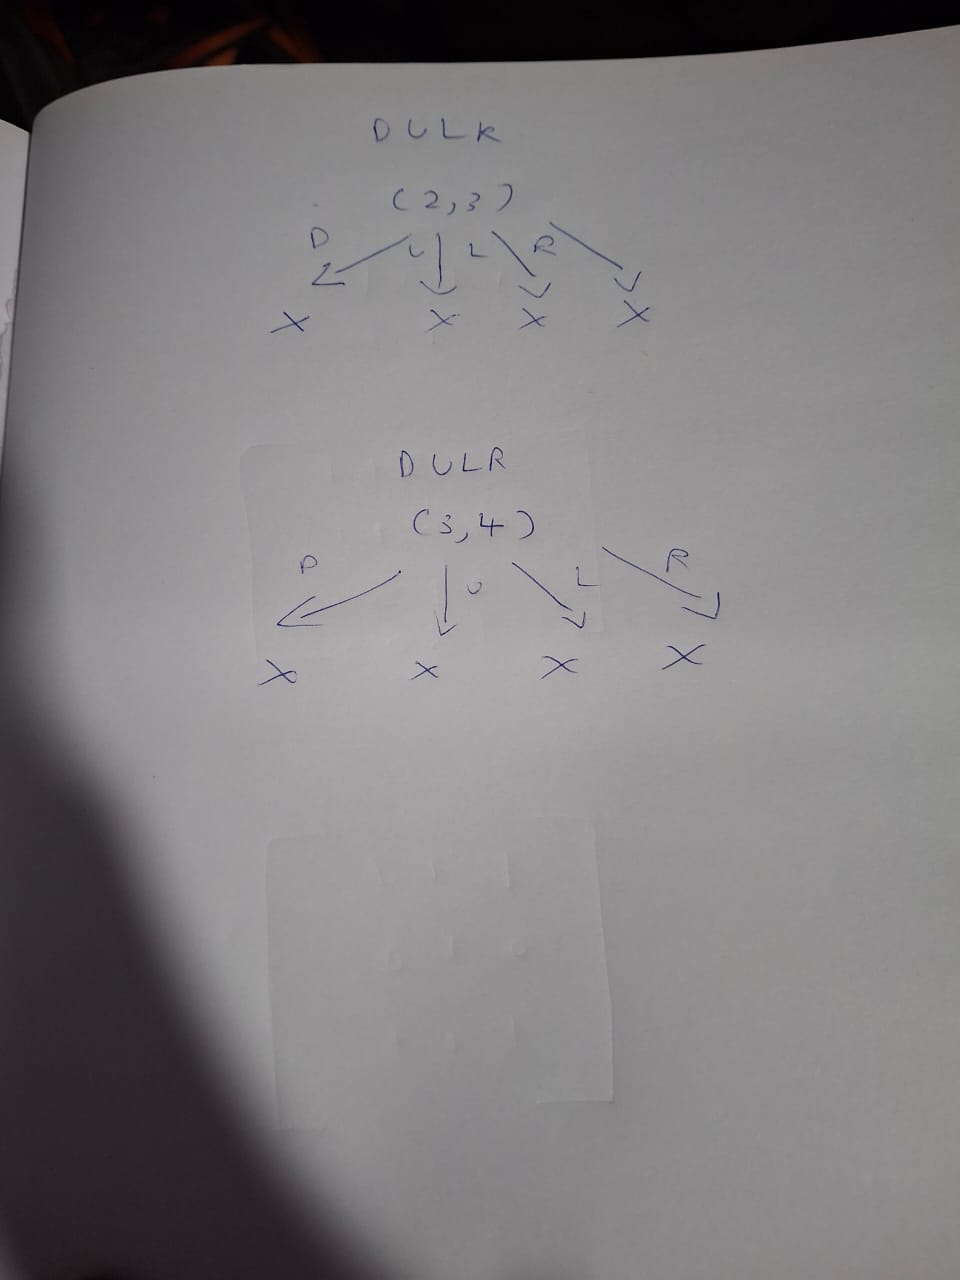 DULR
(2,3)
D U L R
X X X X
DULR
(3,4)
D U L R
X X X X